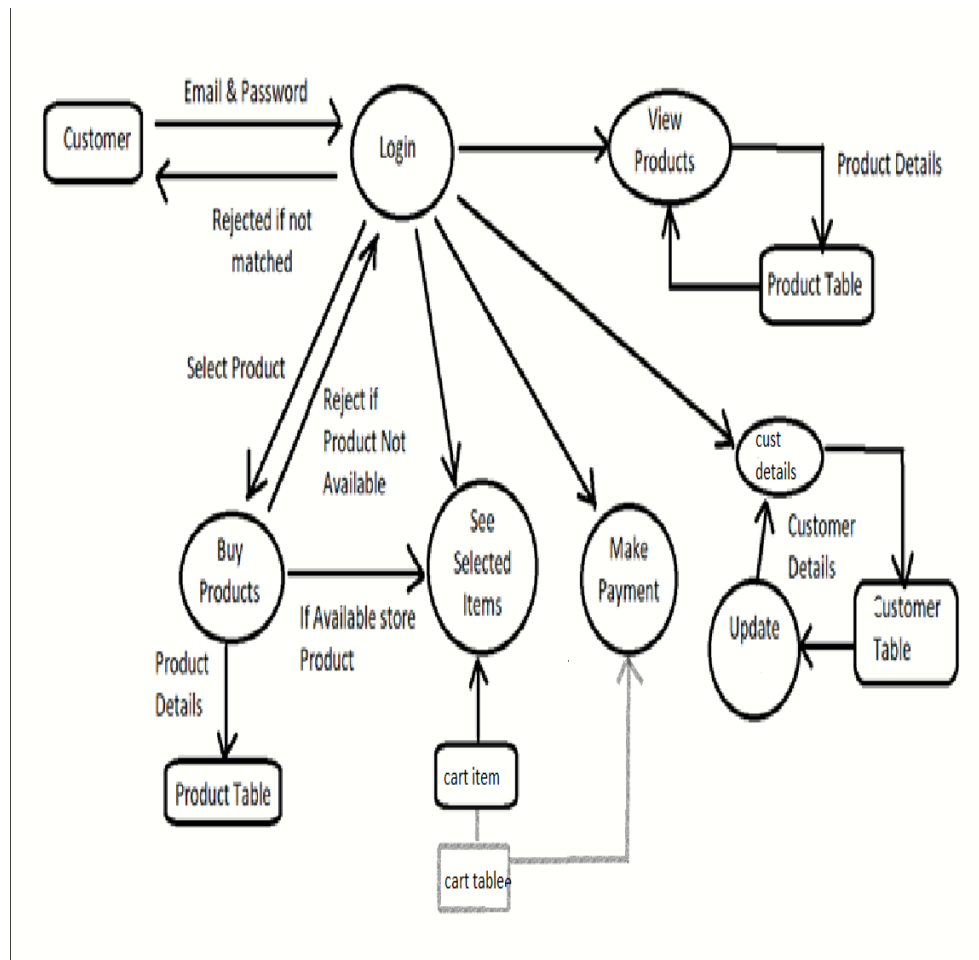 Email & Password
Customer
Login
View
Products
Product Details
Rejected if not
matched
Product Table
Select Product
Reject if
Product Not
Available
cust
details
Customer
Details
Buy
Products
See
Selected
Items
Make
Payment
If Available store
Product
Update
Customer
Table
Product
Details
Product Table
cart item
cart tablee